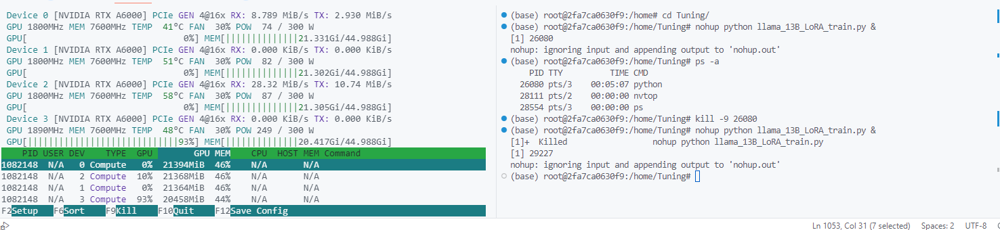 Device 0 [NVIDIA RTX A6000] PCIe GEN 4@16x RX: 8.789 MiB/s TX: 2.930 MiB/s
GPU 1800MHz MEM 7600MHz TEMP  41°C FAN  30% POW  74 / 300 W
GPU[                               0%] MEM[||||||||||||||21.331Gi/44.988Gi]
Device 1 [NVIDIA RTX A6000] PCIe GEN 4@16x RX: 0.000 KiB/s TX: 0.000 KiB/s
GPU 1800MHz MEM 7600MHz TEMP  51°C FAN  30% POW  82 / 300 W
GPU[                               0%] MEM[||||||||||||||21.302Gi/44.988Gi]
Device 2 [NVIDIA RTX A6000] PCIe GEN 4@16x RX: 28.32 MiB/s TX: 10.74 MiB/s
GPU 1800MHz MEM 7600MHz TEMP  58°C FAN  30% POW  87 / 300 W
GPU[                               0%] MEM[||||||||||||||21.305Gi/44.988Gi]
Device 3 [NVIDIA RTX A6000] PCIe GEN 4@16x RX: 0.000 KiB/s TX: 0.000 KiB/s
GPU 1890MHz MEM 7600MHz TEMP  48°C FAN  30% POW 249 / 300 W
GPU[|||||||||||||||||||||||||||||93%] MEM[||||||||||||||20.417Gi/44.988Gi]
PID USER DEV    TYPE  GPU        GPU MEM    CPU  HOST MEM Command
1082148  N/A   0 Compute   0%  21394MiB  46%    N/A       N/A
1082148  N/A   2 Compute  10%  21368MiB  46%    N/A       N/A
1082148  N/A   1 Compute   0%  21364MiB  46%    N/A       N/A
1082148  N/A   3 Compute  93%  20458MiB  44%    N/A       N/A
F2Setup   F6Sort    F9Kill    F10Quit    F12Save Config
(base) root@2fa7ca0630f9:/home# cd Tuning/
(base) root@2fa7ca0630f9:/home/Tuning# nohup python llama_13B_LoRA_train.py &
[1] 26080
nohup: ignoring input and appending output to 'nohup.out'
(base) root@2fa7ca0630f9:/home/Tuning# ps -a
PID TTY          TIME CMD
26080 pts/3    00:05:07 python
28111 pts/2    00:00:00 nvtop
28554 pts/3    00:00:00 ps
(base) root@2fa7ca0630f9:/home/Tuning# kill -9 26080
(base) root@2fa7ca0630f9:/home/Tuning# nohup python llama_13B_LoRA_train.py &
[1]+  Killed                  nohup python llama_13B_LoRA_train.py
[1] 29227
nohup: ignoring input and appending output to 'nohup.out'
(base) root@2fa7ca0630f9:/home/Tuning#
Ln 1053, Col 31 (7 selected)    Spaces: 2    UTF-8